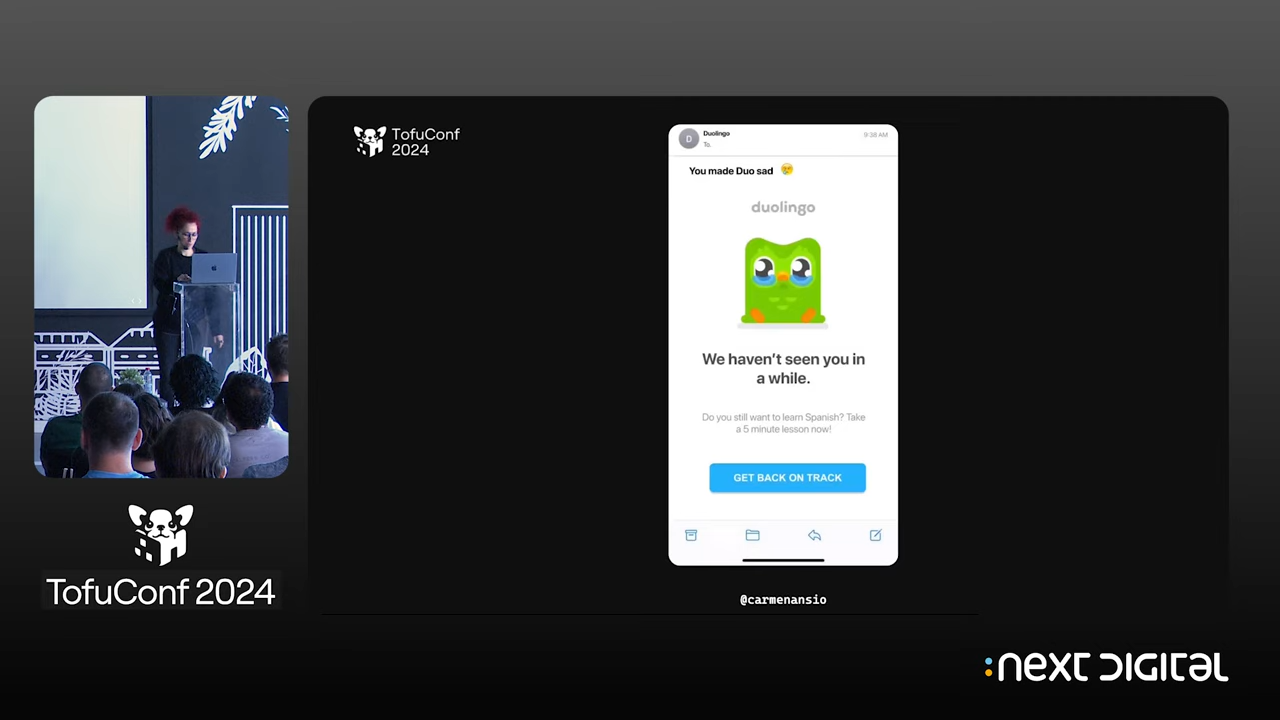 TofuConf
2024
D
Duolingo
To.
9:38 AM
You made Duo sad
duolingo
We haven't seen you in
a while.
Do you still want to learn Spanish? Take
a 5 minute lesson now!
GET BACK ON TRACK
@carmenansio
TofuConf 2024
:NEXT DIGITAL